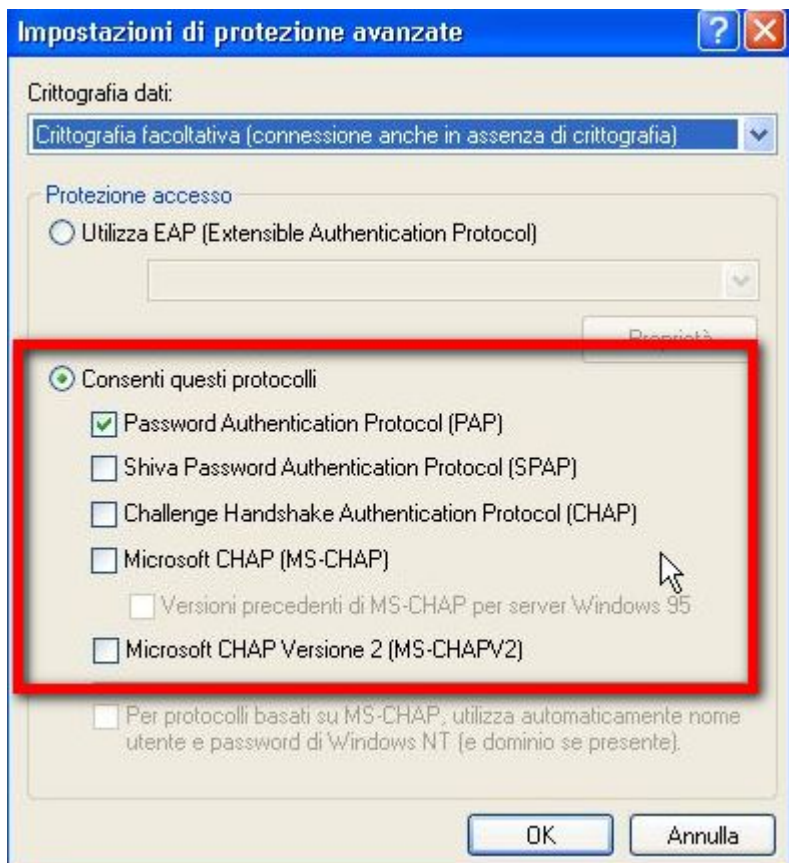 Impostazioni di protezione avanzate
Crittografia dati:
Crittografia facoltativa (connessione anche in assenza di crittografia)
Protezione accesso
Utilizza EAP (Extensible Authentication Protocol)
Proprietà
Consenti questi protocolli
Password Authentication Protocol (PAP)
Shiva Password Authentication Protocol (SPAP)
Challenge Handshake Authentication Protocol (CHAP)
Microsoft CHAP (MS-CHAP)
Versioni precedenti di MS-CHAP per server Windows 95
Microsoft CHAP Versione 2 (MS-CHAPV2)
Per protocolli basati su MS-CHAP, utilizza automaticamente nome
utente e password di Windows NT (e dominio se presente).
OK Annulla